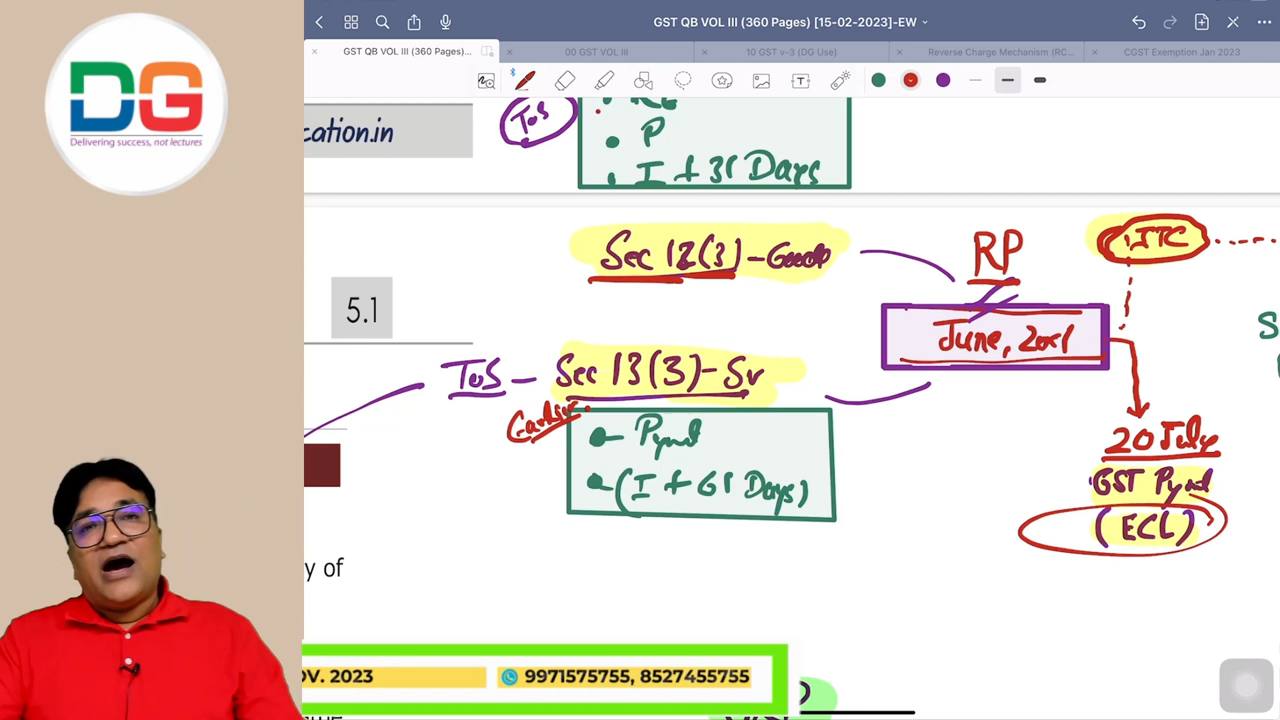 GST QB VOL III (360 Pages) [15-02-2023]-EW
GST QB VOL III (360 Pages)...
00 GST VOL III
10 GST v-3 (DG Use)
Reverse Charge Mechanism (RC...
CGST Exemption Jan 2023
DG
Delivering success, not lectures
cation.in
ToS
P
I + 31 Days
Sec 12(3) - Goods
RP
ITC
5.1
June, 2021
ToS - Sec 13(3) - Sv
Pymt
(I + 61 Days)
20 July
GST Pymt
(ECL)
y of
OV. 2023
9971575755, 8527455755